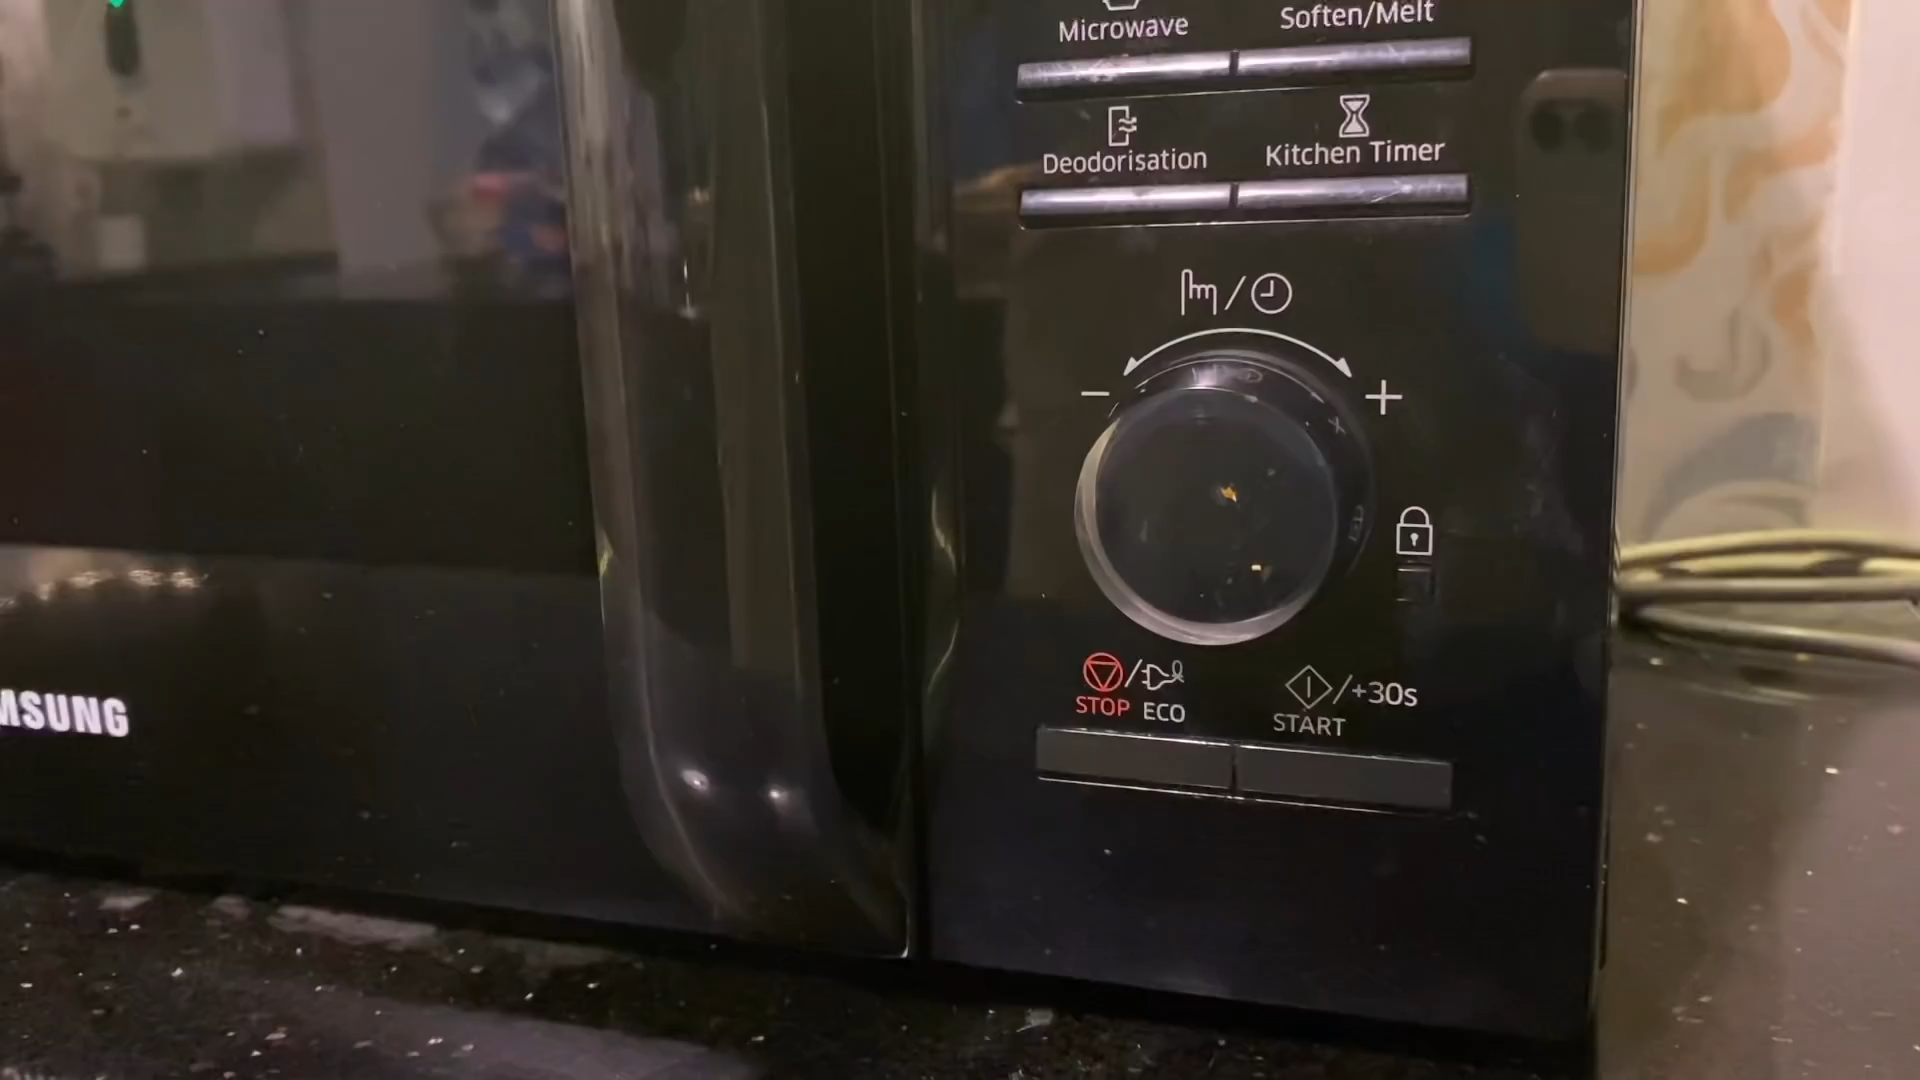 Microwave
Soften/Melt
Deodorisation
Kitchen Timer
/
− +
STOP / ECO
START / +30s
MSUNG